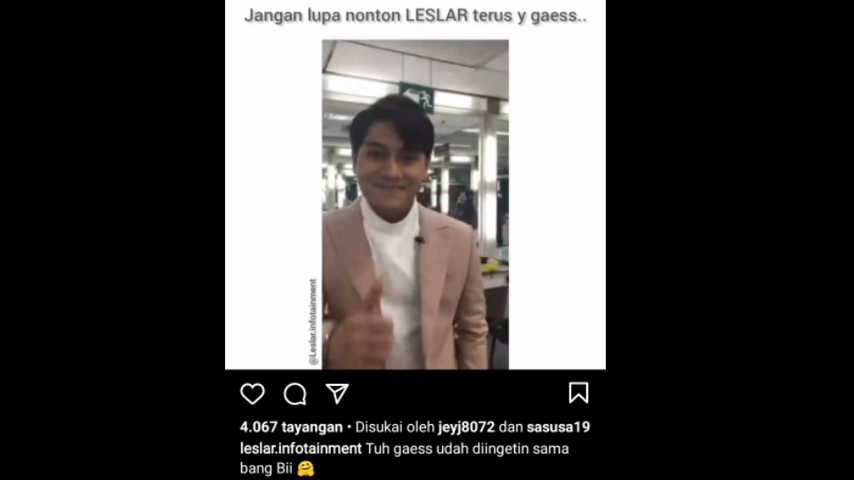 Jangan lupa nonton LESLAR terus y gaess..
@Leslar.infotainment
4.067 tayangan • Disukai oleh jeyj8072 dan sasusa19
leslar.infotainment Tuh gaess udah diingetin sama
bang Bii 🤗